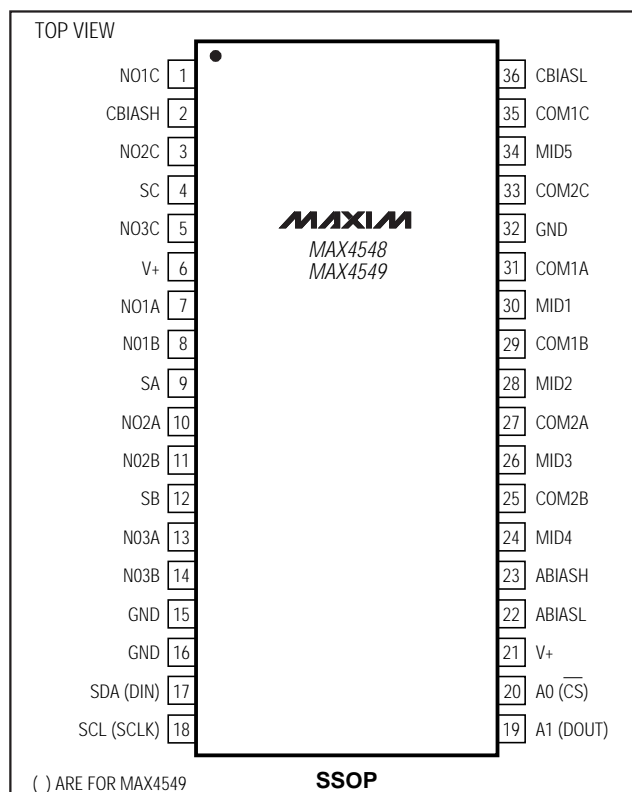 TOP VIEW
NO1C 1
CBIASH 2
NO2C 3
SC 4
NO3C 5
V+ 6
NO1A 7
N01B 8
SA 9
NO2A 10
N02B 11
SB 12
N03A 13
N03B 14
GND 15
GND 16
SDA (DIN) 17
SCL (SCLK) 18
MAXIM
MAX4548
MAX4549
36 CBIASL
35 COM1C
34 MID5
33 COM2C
32 GND
31 COM1A
30 MID1
29 COM1B
28 MID2
27 COM2A
26 MID3
25 COM2B
24 MID4
23 ABIASH
22 ABIASL
21 V+
20 A0 (C̅S̅)
19 A1 (DOUT)
( ) ARE FOR MAX4549
SSOP